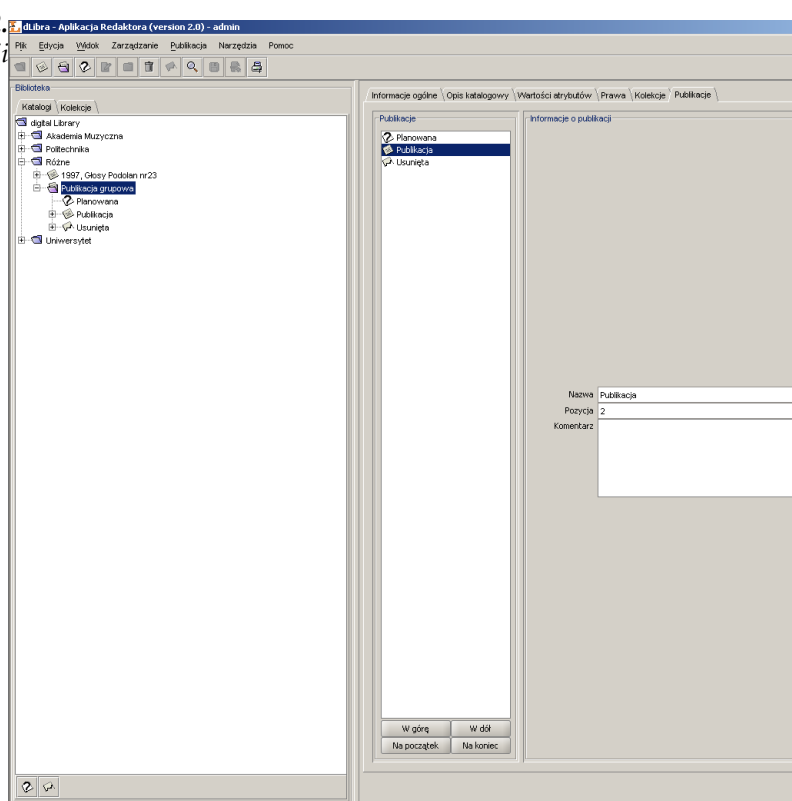 dLibra - Aplikacja Redaktora (version 2.0) - admin
Plik Edycja Widok Zarządzanie Publikacja Narzędzia Pomoc
Biblioteka
Katalogi Kolekcje
digital Library
Akademia Muzyczna
Politechnika
Różne
1997, Głosy Podolan nr23
Publikacja grupowa
Planowana
Publikacja
Usunięta
Uniwersytet
Informacje ogólne Opis katalogowy Wartości atrybutów Prawa Kolekcje Publikacje
Publikacje
Planowana
Publikacja
Usunięta
W górę W dół
Na początek Na koniec
Informacje o publikacji
Nazwa Publikacja
Pozycja 2
Komentarz